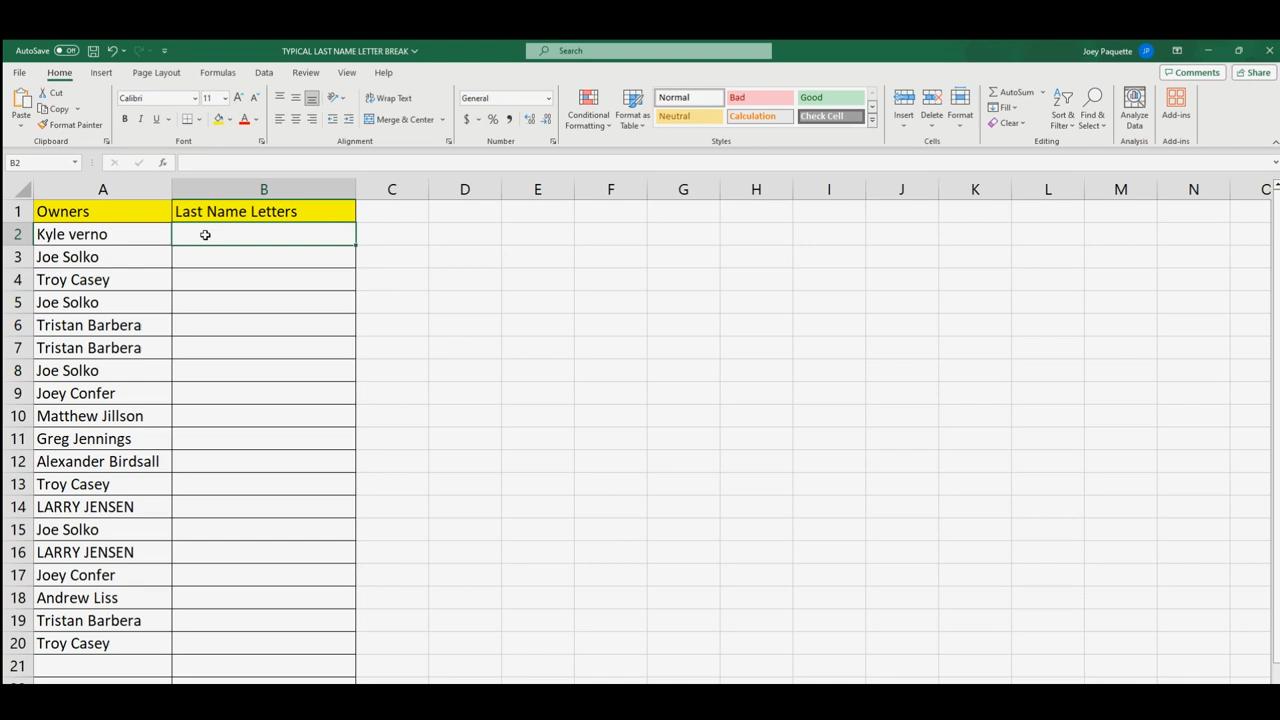 AutoSave Off TYPICAL LAST NAME LETTER BREAK Search Joey Paquette JP
File Home Insert Page Layout Formulas Data Review View Help Comments Share
Paste Cut Copy Format Painter Clipboard
Calibri 11 B I U A A A Font
Wrap Text Merge & Center Alignment
General $ % 9 Number
Conditional Formatting Format as Table Normal Bad Good Neutral Calculation Check Cell Styles
Insert Delete Format Cells
AutoSum Fill Clear Sort & Filter Find & Select Editing
Analyze Data Analysis
Add-ins Add-ins
B2 fx
A B C D E F G H I J K L M N O
1 Owners Last Name Letters
2 Kyle verno
3 Joe Solko
4 Troy Casey
5 Joe Solko
6 Tristan Barbera
7 Tristan Barbera
8 Joe Solko
9 Joey Confer
10 Matthew Jillson
11 Greg Jennings
12 Alexander Birdsall
13 Troy Casey
14 LARRY JENSEN
15 Joe Solko
16 LARRY JENSEN
17 Joey Confer
18 Andrew Liss
19 Tristan Barbera
20 Troy Casey
21